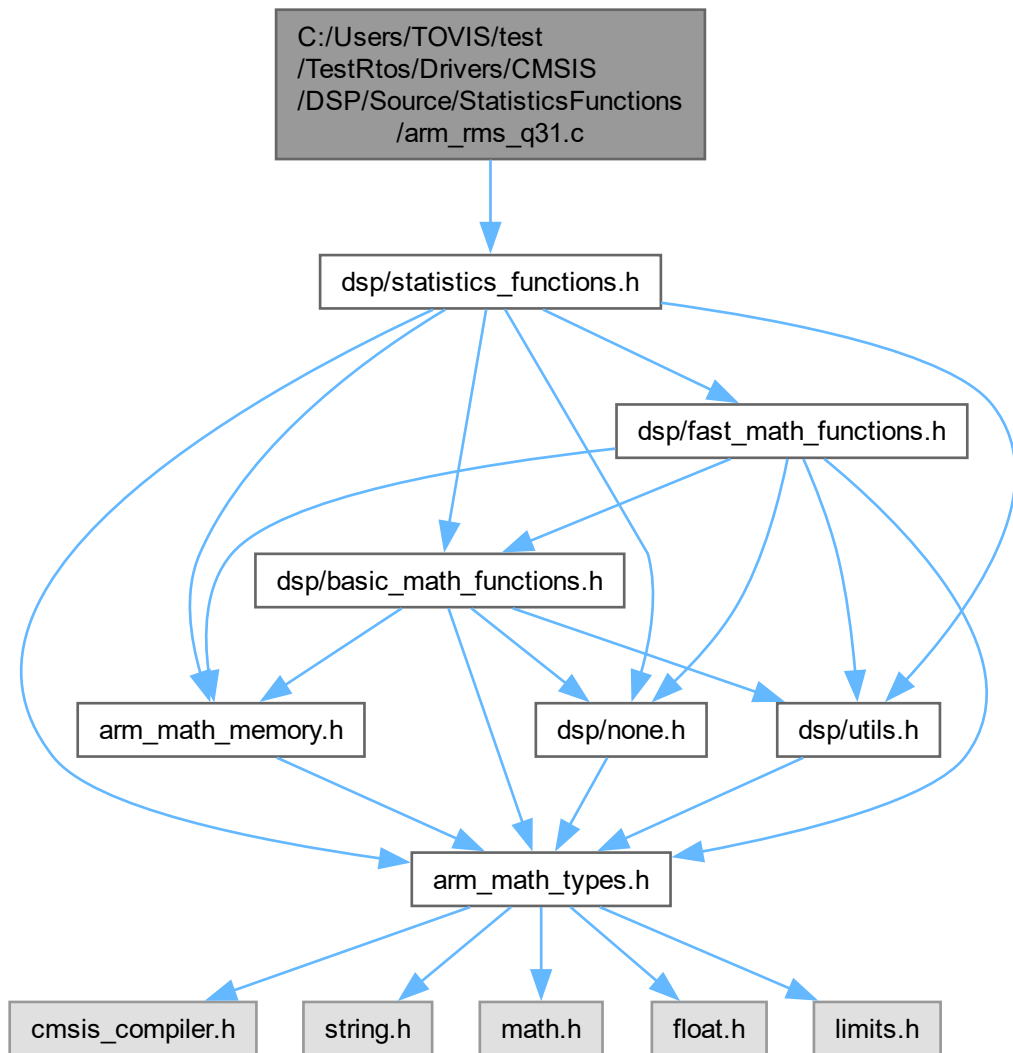 C:/Users/TOVIS/test
/TestRtos/Drivers/CMSIS
/DSP/Source/StatisticsFunctions
/arm_rms_q31.c
dsp/statistics_functions.h
dsp/fast_math_functions.h
dsp/basic_math_functions.h
arm_math_memory.h
dsp/none.h
dsp/utils.h
arm_math_types.h
cmsis_compiler.h
string.h
math.h
float.h
limits.h